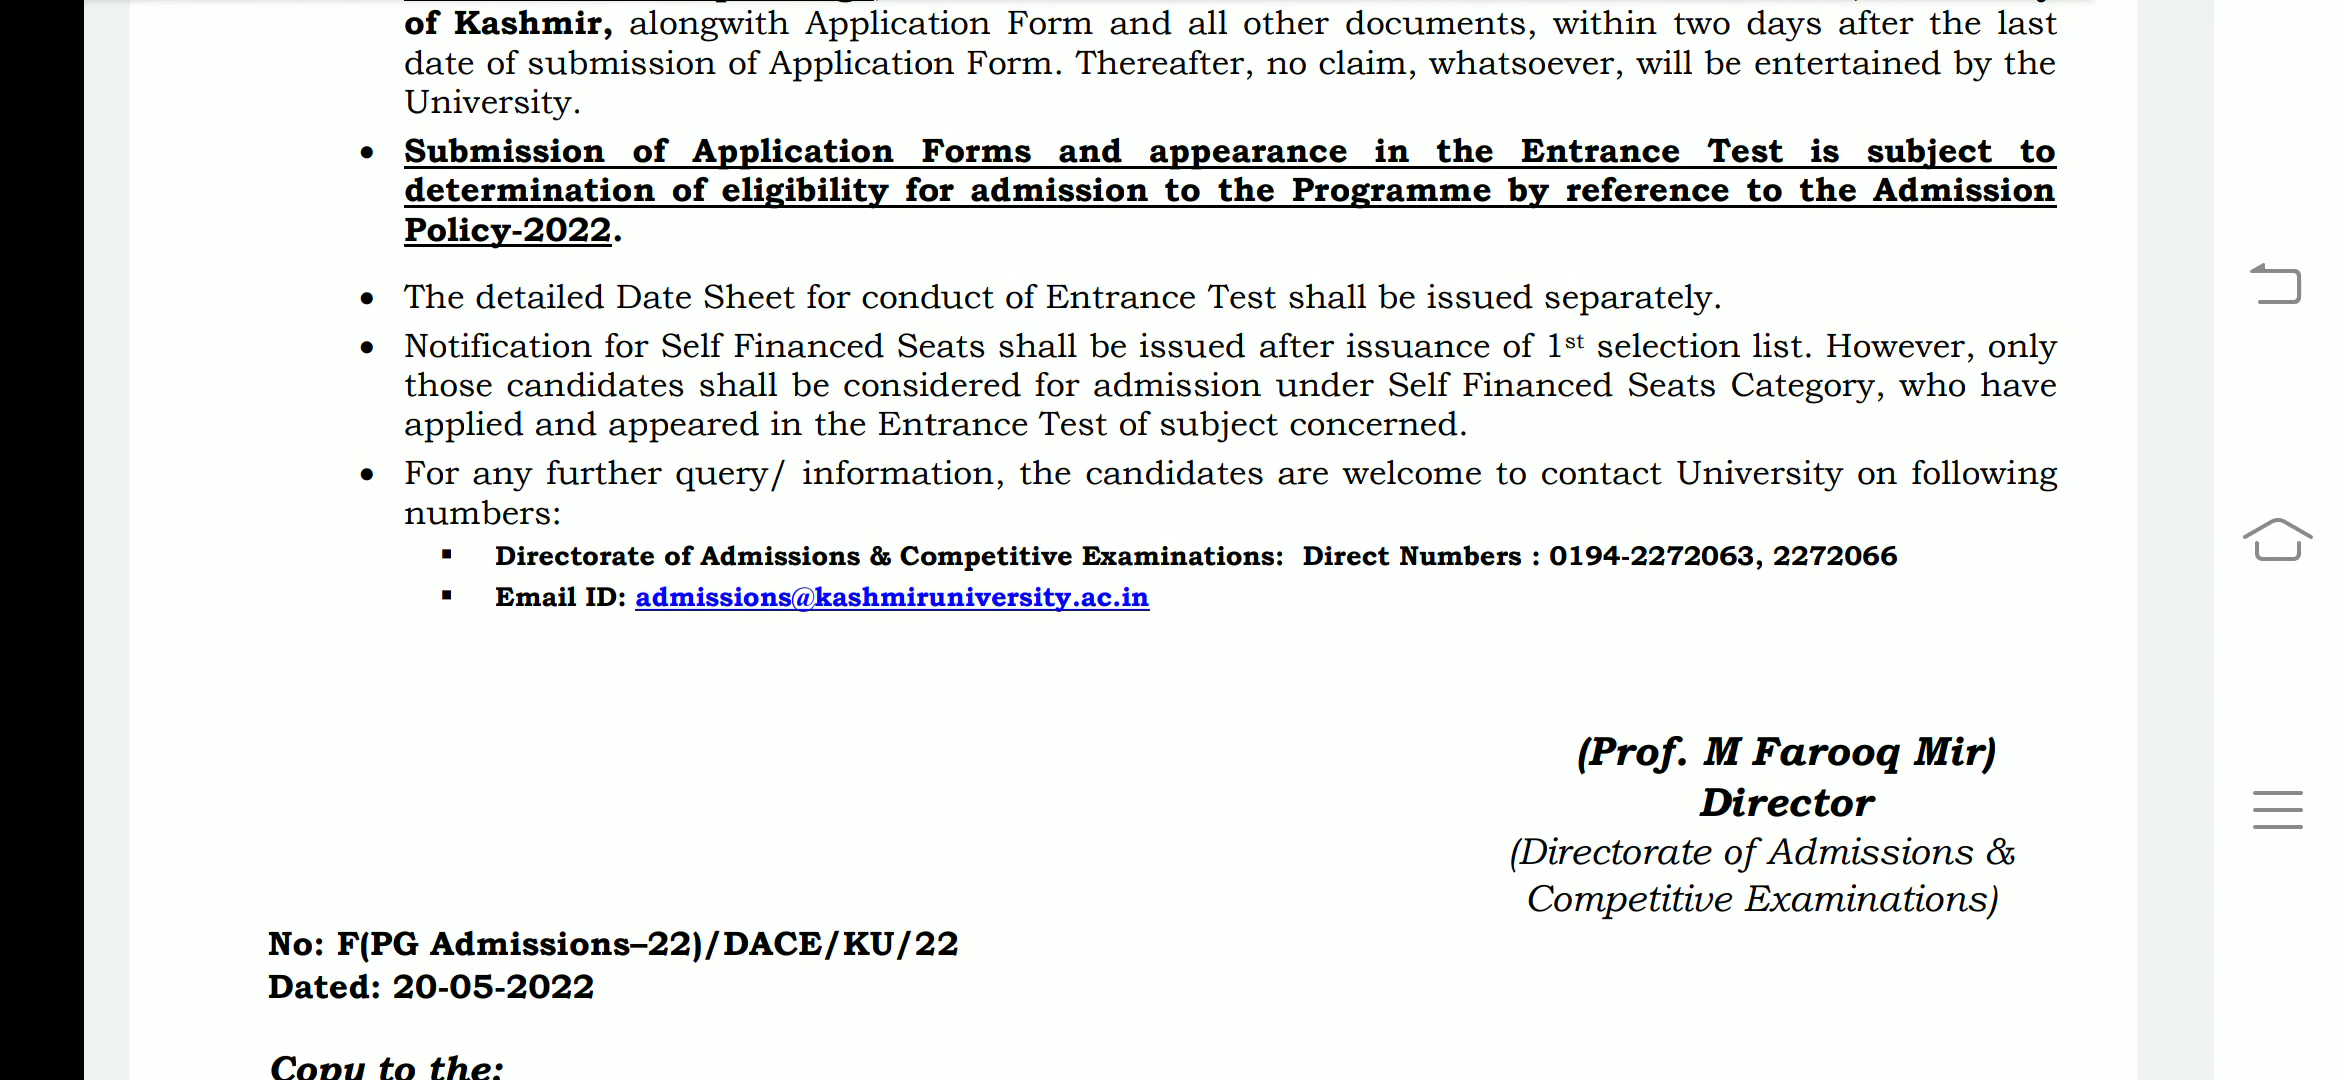 of Kashmir, alongwith Application Form and all other documents, within two days after the last
date of submission of Application Form. Thereafter, no claim, whatsoever, will be entertained by the
University.
• Submission of Application Forms and appearance in the Entrance Test is subject to
determination of eligibility for admission to the Programme by reference to the Admission
Policy-2022.
• The detailed Date Sheet for conduct of Entrance Test shall be issued separately.
• Notification for Self Financed Seats shall be issued after issuance of 1st selection list. However, only
those candidates shall be considered for admission under Self Financed Seats Category, who have
applied and appeared in the Entrance Test of subject concerned.
• For any further query/ information, the candidates are welcome to contact University on following
numbers:
▪ Directorate of Admissions & Competitive Examinations: Direct Numbers : 0194-2272063, 2272066
▪ Email ID: admissions@kashmiruniversity.ac.in
(Prof. M Farooq Mir)
Director
(Directorate of Admissions &
Competitive Examinations)
No: F(PG Admissions–22)/DACE/KU/22
Dated: 20-05-2022
Copy to the: